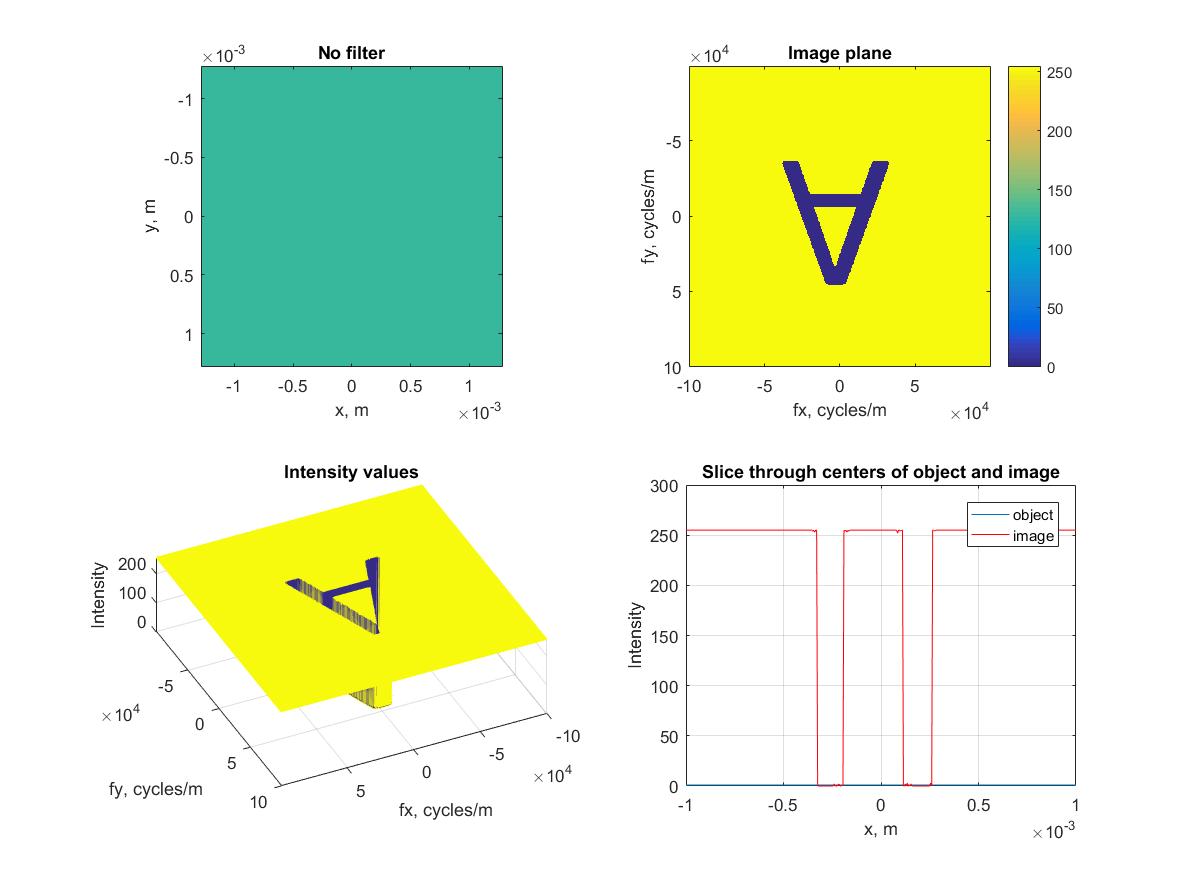 No filter
×10-3
-1
-0.5
0
0.5
1
y, m
-1 -0.5 0 0.5 1
x, m
×10-3
Image plane
×104
-5
0
5
10
fy, cycles/m
-10 -5 0 5
fx, cycles/m
×104
250
200
150
100
50
0
A
Intensity values
200
100
0
Intensity
-5
0
5
10
×104
fy, cycles/m
5 0 -5 -10
×104
fx, cycles/m
A
Slice through centers of object and image
300
250
200
150
100
50
0
Intensity
object
image
-1 -0.5 0 0.5 1
x, m
×10-3